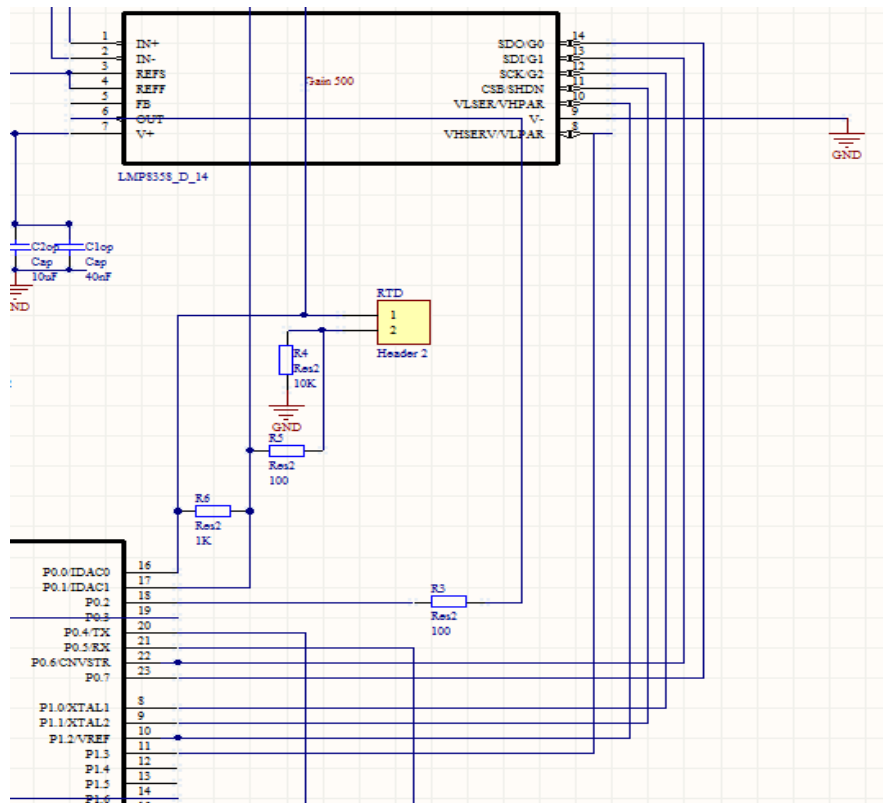 1 IN+
2 IN-
3 REFS
4 REFF
5 FB
6 OUT
7 V+
Gain 500
SDO/G0 14
SDI/G1 13
SCK/G2 12
CSB/SHDN 11
VLSER/VHPAR 10
V- 9
VHSERV/VLPAR 8
GND
LMP8358_D_14
C2op
Cap
10uF
C1op
Cap
40nF
RTD
1
2
Header 2
R4
Res2
10K
GND
R5
Res2
100
R6
Res2
1K
R3
Res2
100
P0.0/IDAC0 16
P0.1/IDAC1 17
P0.2 18
P0.3 19
P0.4/TX 20
P0.5/RX 21
P0.6/CNVSTR 22
P0.7 23
P1.0/XTAL1 8
P1.1/XTAL2 9
P1.2/VREF 10
P1.3 11
P1.4 12
P1.5 13
P1.6 14